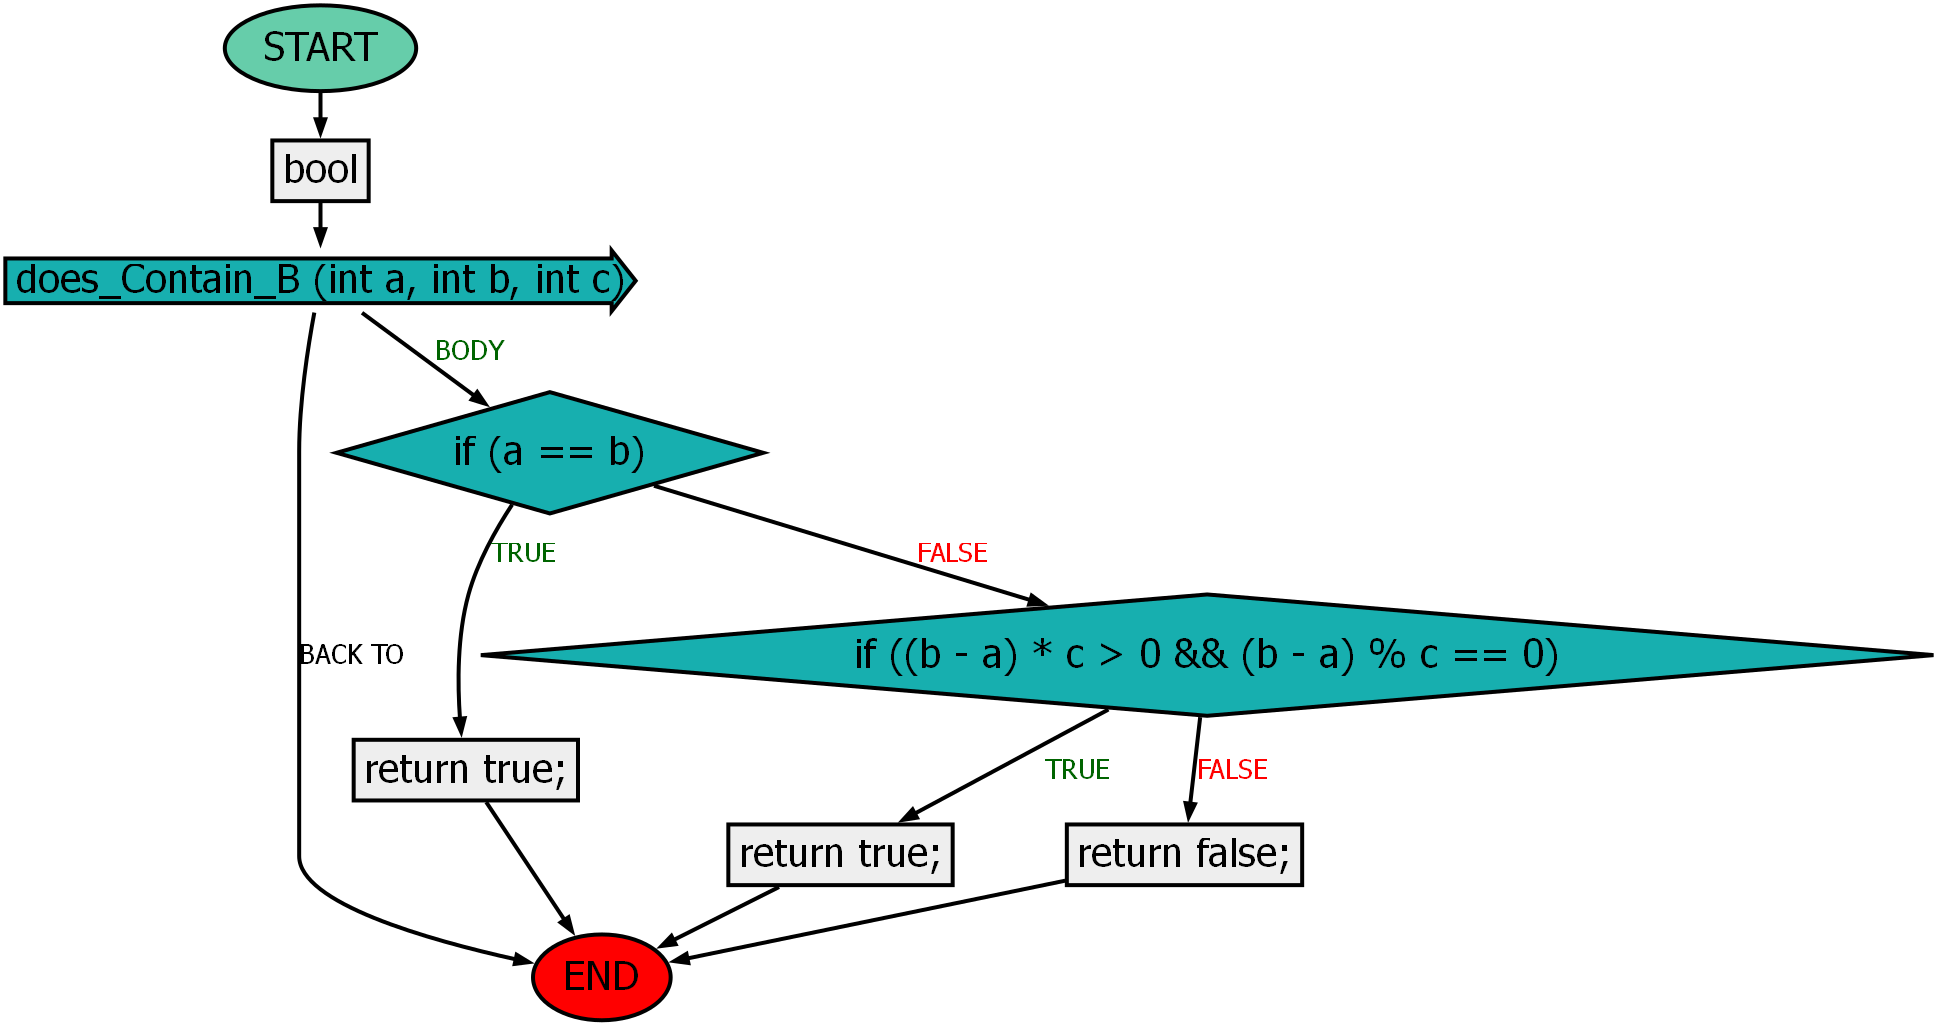 START
bool
does_Contain_B (int a, int b, int c)
BODY
if (a == b)
TRUE
FALSE
BACK TO
if ((b - a) * c > 0 && (b - a) % c == 0)
return true;
TRUE
FALSE
return true;
return false;
END